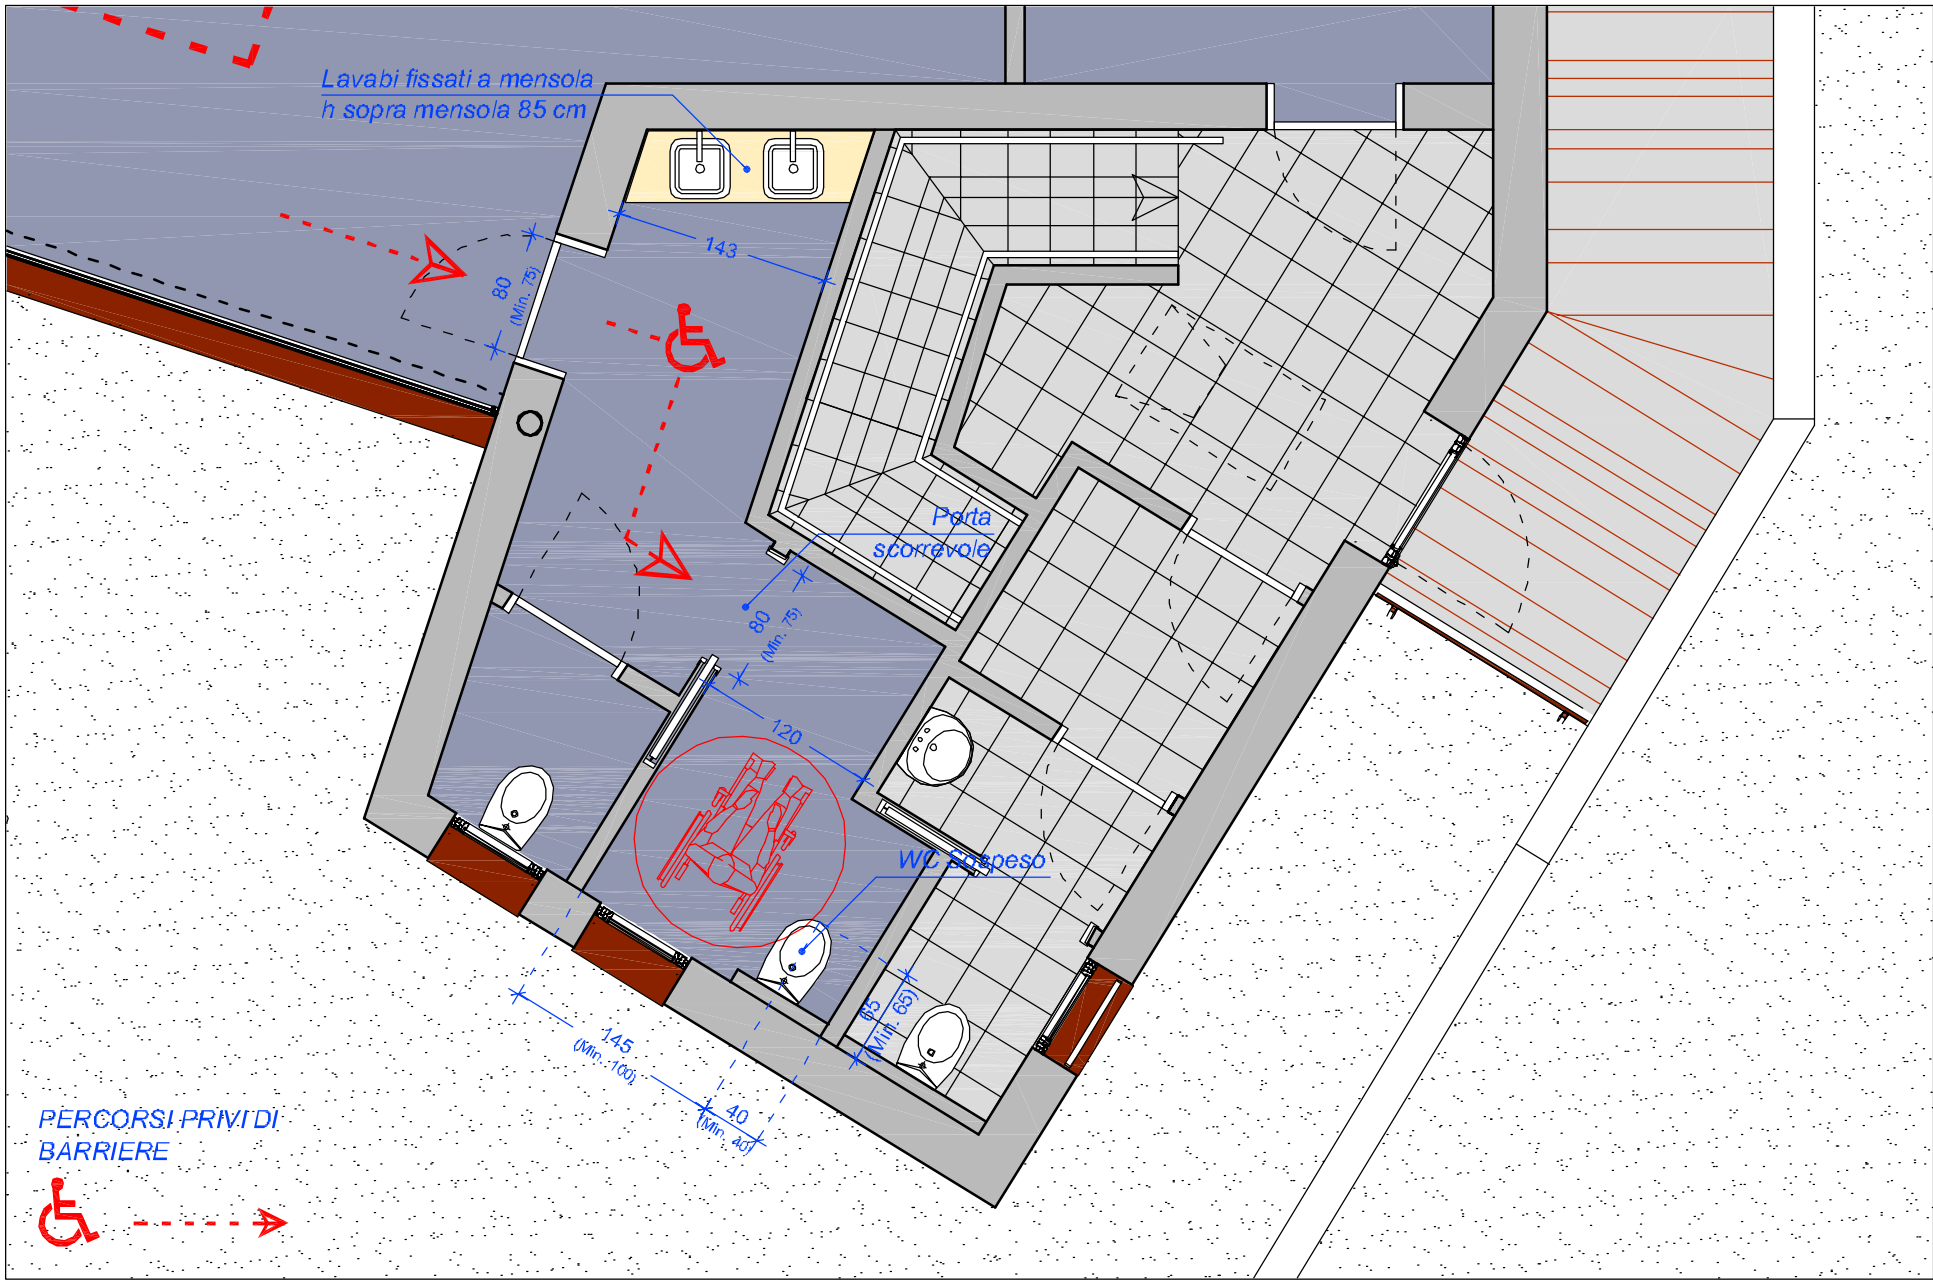 Lavabi fissati a mensola
h sopra mensola 85 cm
143
80
(Min. 75)
Porta
scorrevole
80
(Min. 75)
120
WC Sospeso
65
(Min. 65)
145
(Min. 100)
40
(Min. 40)
PERCORSI PRIVI DI
BARRIERE